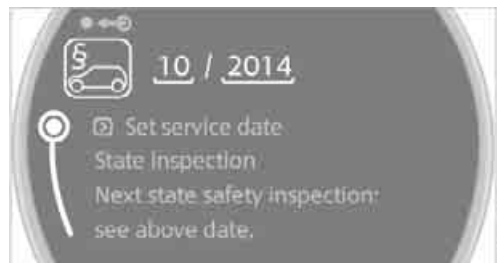 §
10 / 2014
Set service date
State inspection
Next state safety inspection:
see above date.